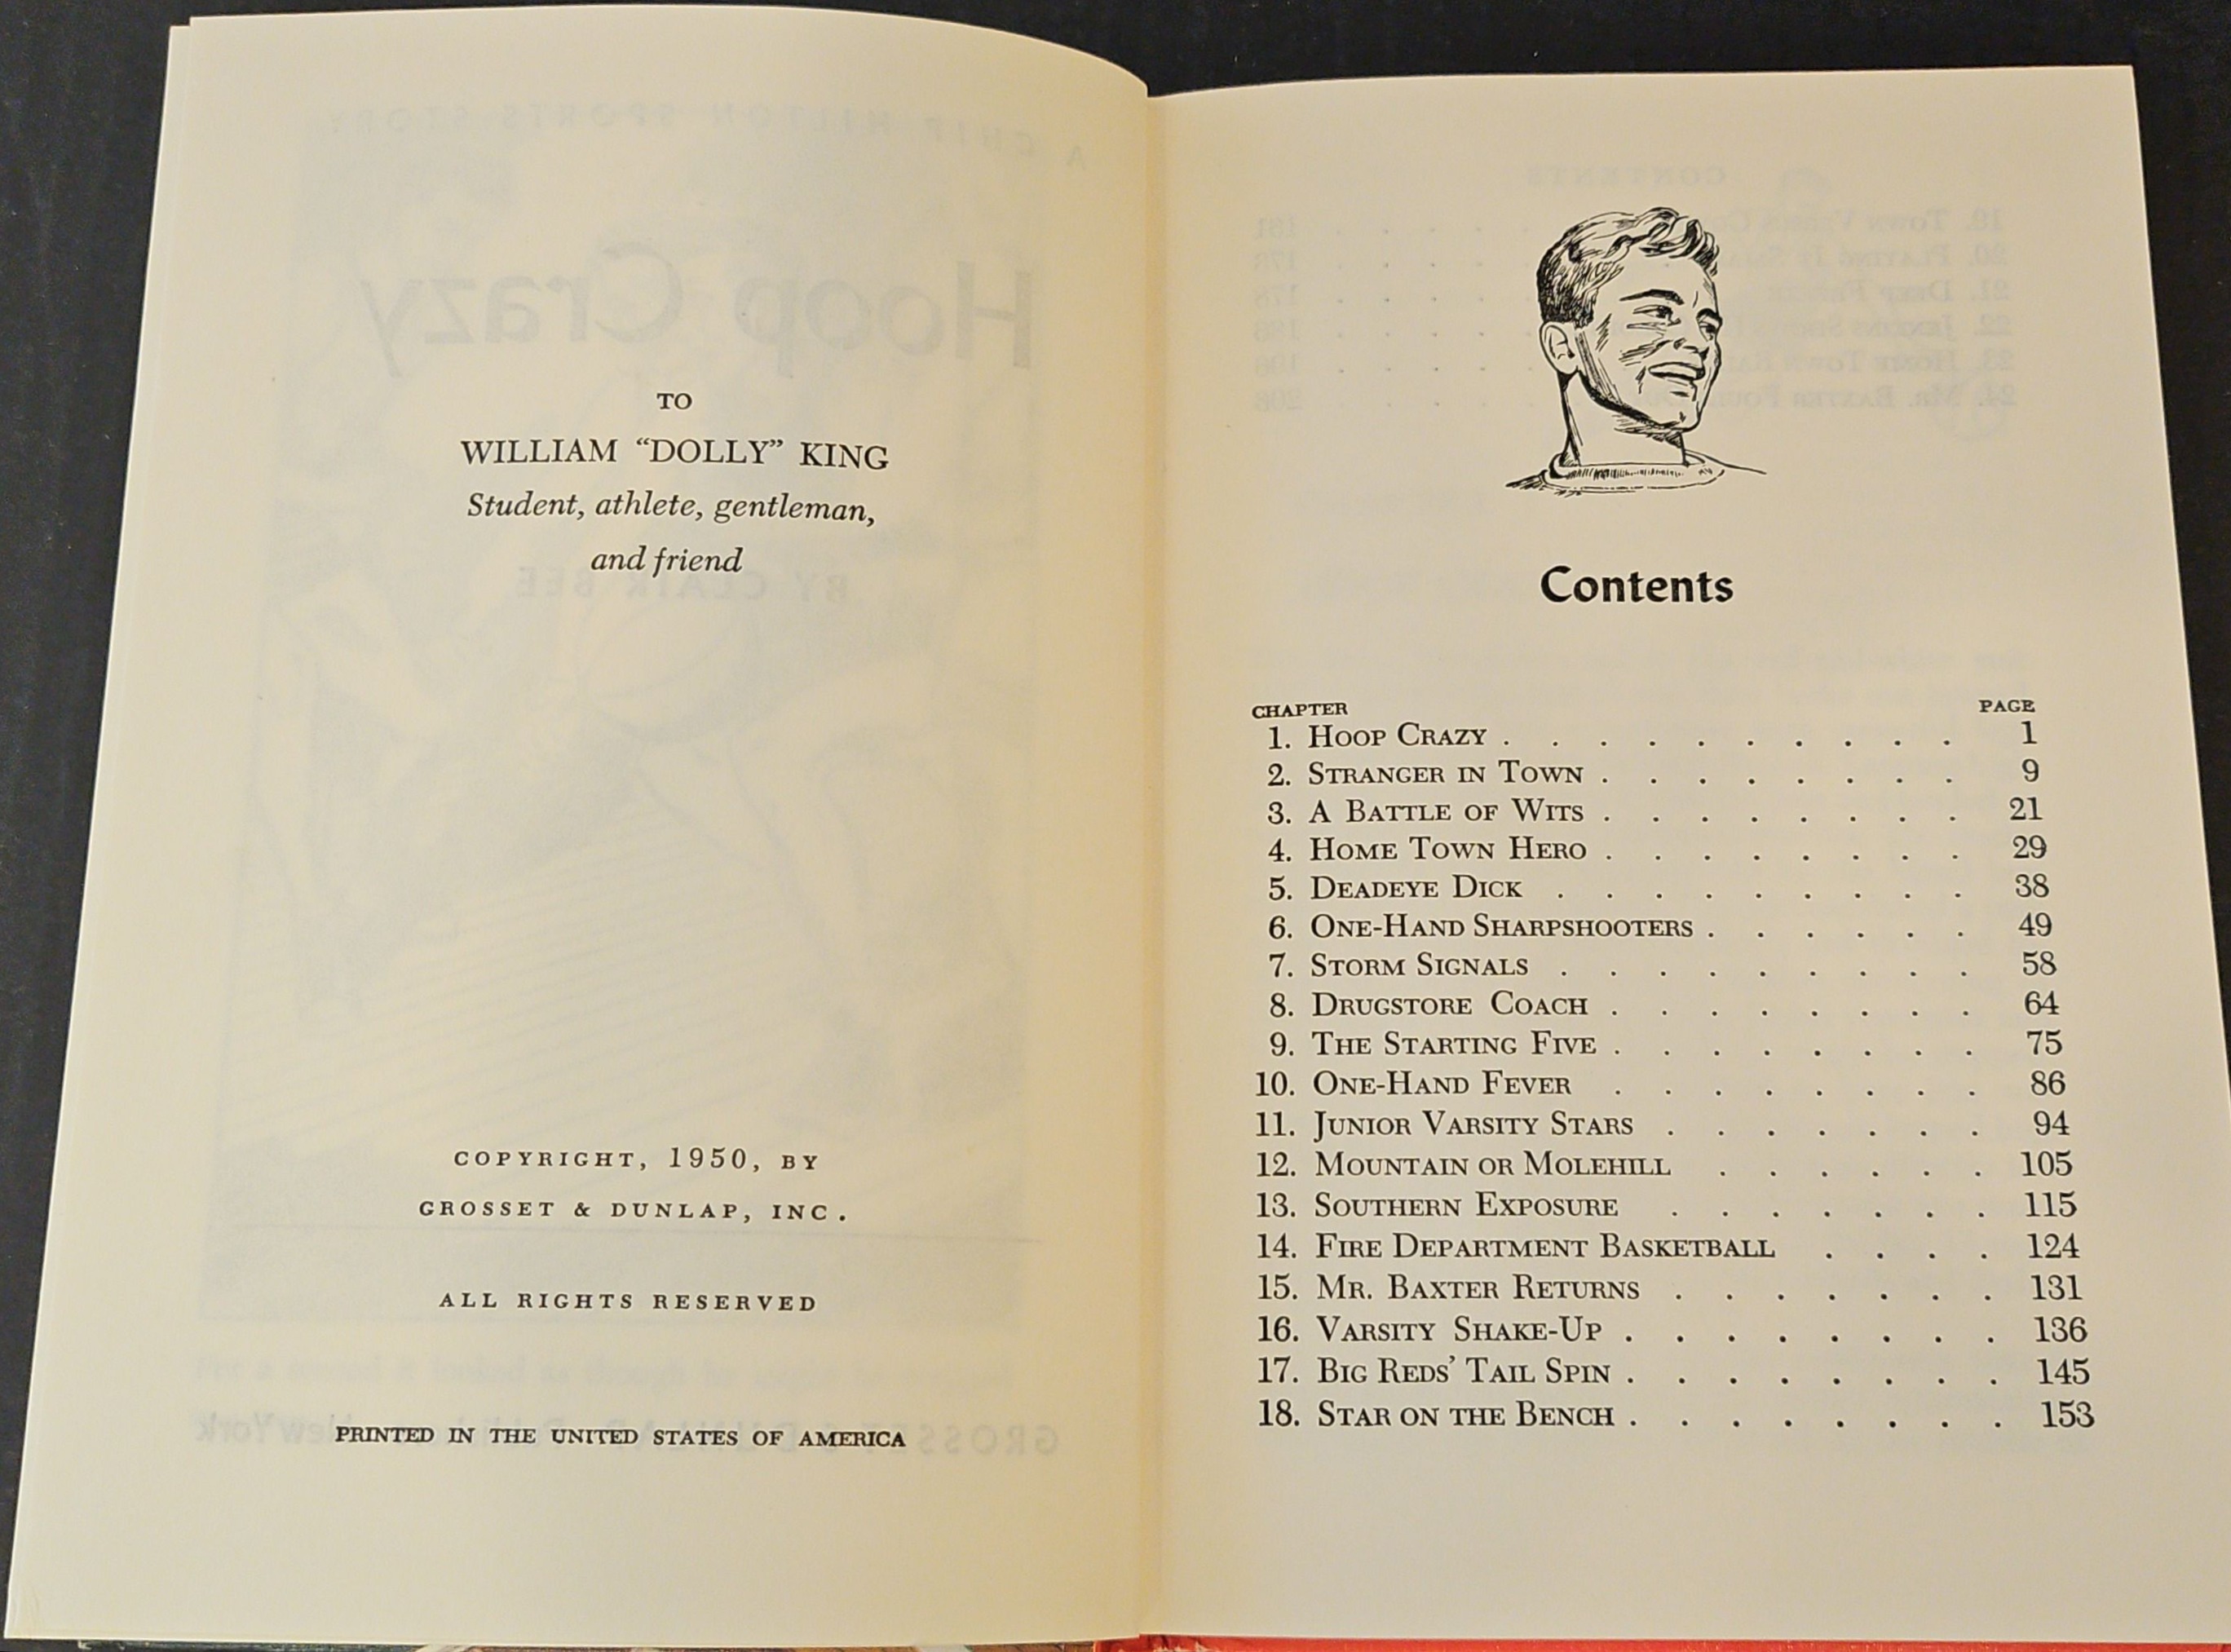 TO
WILLIAM “DOLLY” KING
Student, athlete, gentleman,
and friend
COPYRIGHT, 1950, BY
GROSSET & DUNLAP, INC.
ALL RIGHTS RESERVED
PRINTED IN THE UNITED STATES OF AMERICA
Contents
CHAPTER PAGE
1. HOOP CRAZY . . . . . . . . . . 1
2. STRANGER IN TOWN . . . . . . . . 9
3. A BATTLE OF WITS . . . . . . . . 21
4. HOME TOWN HERO . . . . . . . . 29
5. DEADEYE DICK . . . . . . . . . 38
6. ONE-HAND SHARPSHOOTERS . . . . . . 49
7. STORM SIGNALS . . . . . . . . . 58
8. DRUGSTORE COACH . . . . . . . . 64
9. THE STARTING FIVE . . . . . . . . 75
10. ONE-HAND FEVER . . . . . . . . 86
11. JUNIOR VARSITY STARS . . . . . . . 94
12. MOUNTAIN OR MOLEHILL . . . . . . 105
13. SOUTHERN EXPOSURE . . . . . . . 115
14. FIRE DEPARTMENT BASKETBALL . . . . 124
15. MR. BAXTER RETURNS . . . . . . . 131
16. VARSITY SHAKE-UP . . . . . . . . 136
17. BIG REDS’ TAIL SPIN . . . . . . . . 145
18. STAR ON THE BENCH . . . . . . . . 153